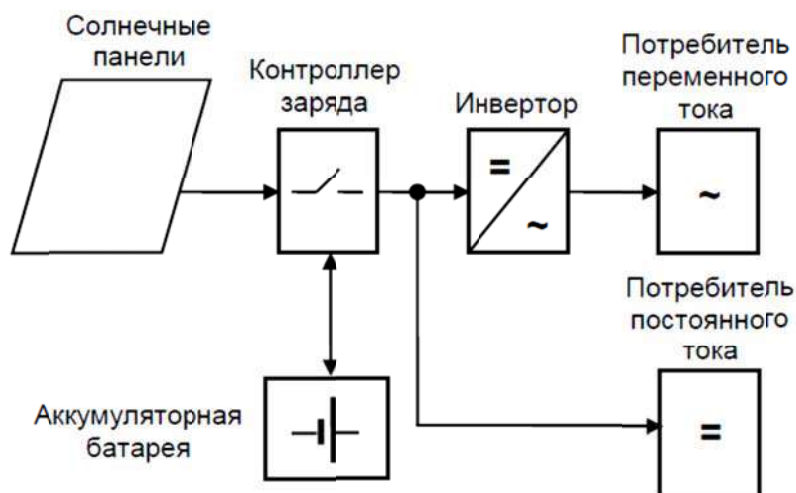 Солнечные
панели
Контроллер
заряда
Инвертор
Потребитель
переменного
тока
=
~
~
Потребитель
постоянного
тока
=
Аккумуляторная
батарея